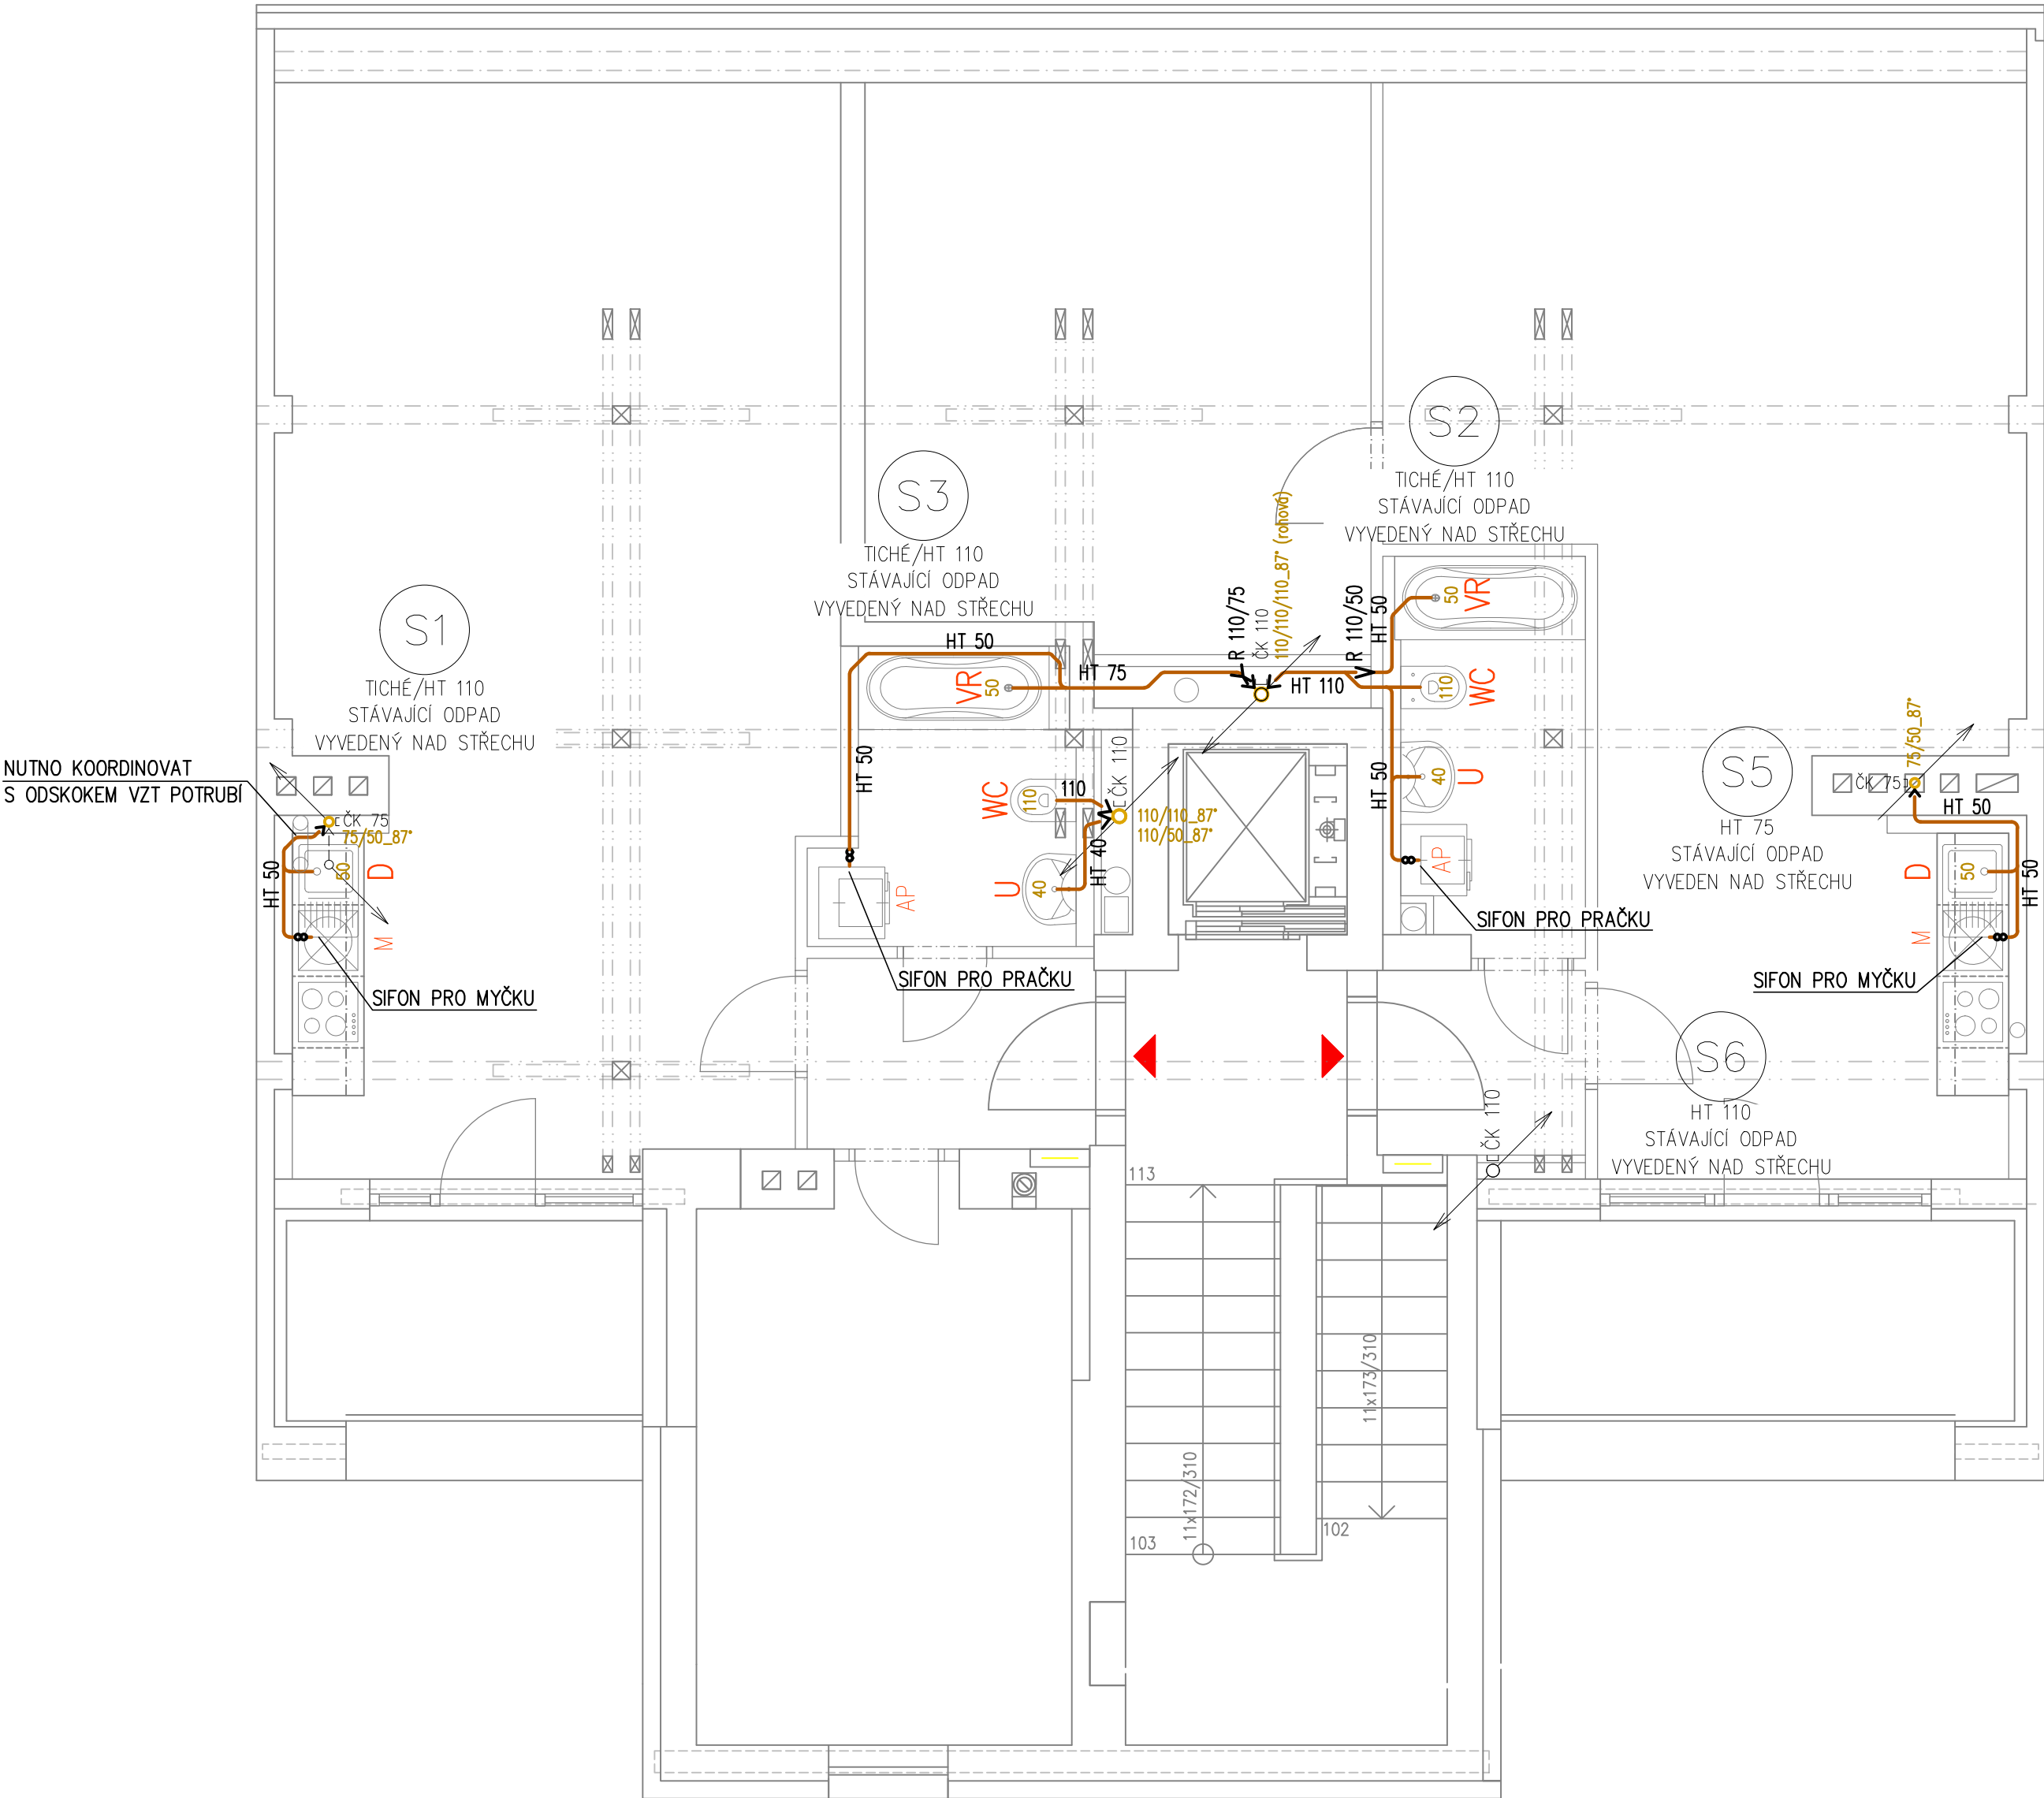 S2
TICHÉ/HT 110
STÁVAJÍCÍ ODPAD
VYVEDENÝ NAD STŘECHU
S3
TICHÉ/HT 110
STÁVAJÍCÍ ODPAD
VYVEDENÝ NAD STŘECHU
S1
TICHÉ/HT 110
STÁVAJÍCÍ ODPAD
VYVEDENÝ NAD STŘECHU
R 110/75
ČK 110
110/110/110_87° (rohová)
R 110/50
HT 50
50
VR
HT 50
VR
50
HT 75
HT 110
110
WC
NUTNO KOORDINOVAT
S ODSKOKEM VZT POTRUBÍ
ČK 75
75/50_87°
HT 50
50
D
M
SIFON PRO MYČKU
HT 50
WC
110
110
ČK 110
110/110_87°
110/50_87°
HT 40
U
40
AP
SIFON PRO PRAČKU
HT 50
40
U
AP
SIFON PRO PRAČKU
S5
HT 75
STÁVAJÍCÍ ODPAD
VYVEDEN NAD STŘECHU
ČK 75
75/50_87°
HT 50
D
50
HT 50
M
SIFON PRO MYČKU
S6
HT 110
STÁVAJÍCÍ ODPAD
VYVEDENÝ NAD STŘECHU
ČK 110
113
11x173/310
11x172/310
103
102